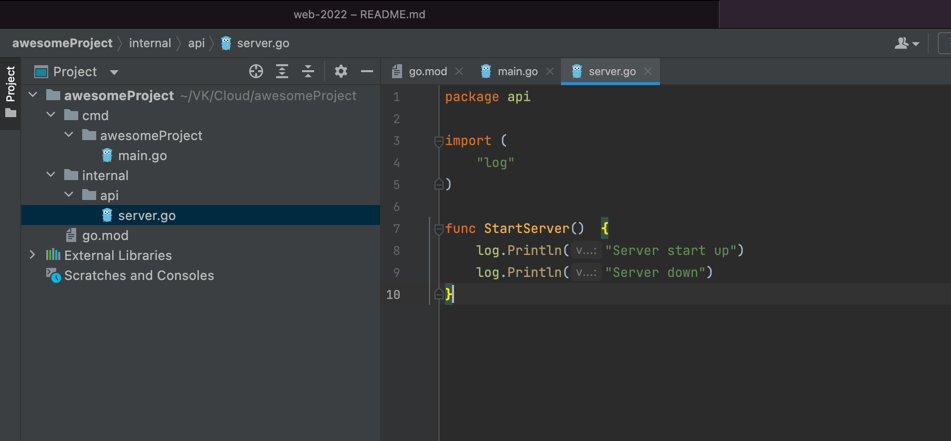 web-2022 – README.md
awesomeProject internal api server.go
Project
Project
awesomeProject ~/VK/Cloud/awesomeProject
cmd
awesomeProject
main.go
internal
api
server.go
go.mod
External Libraries
Scratches and Consoles
go.mod main.go server.go
1 package api
2
3 import (
4 "log"
5 )
6
7 func StartServer() {
8 log.Println( v...: "Server start up")
9 log.Println( v...: "Server down")
10 }